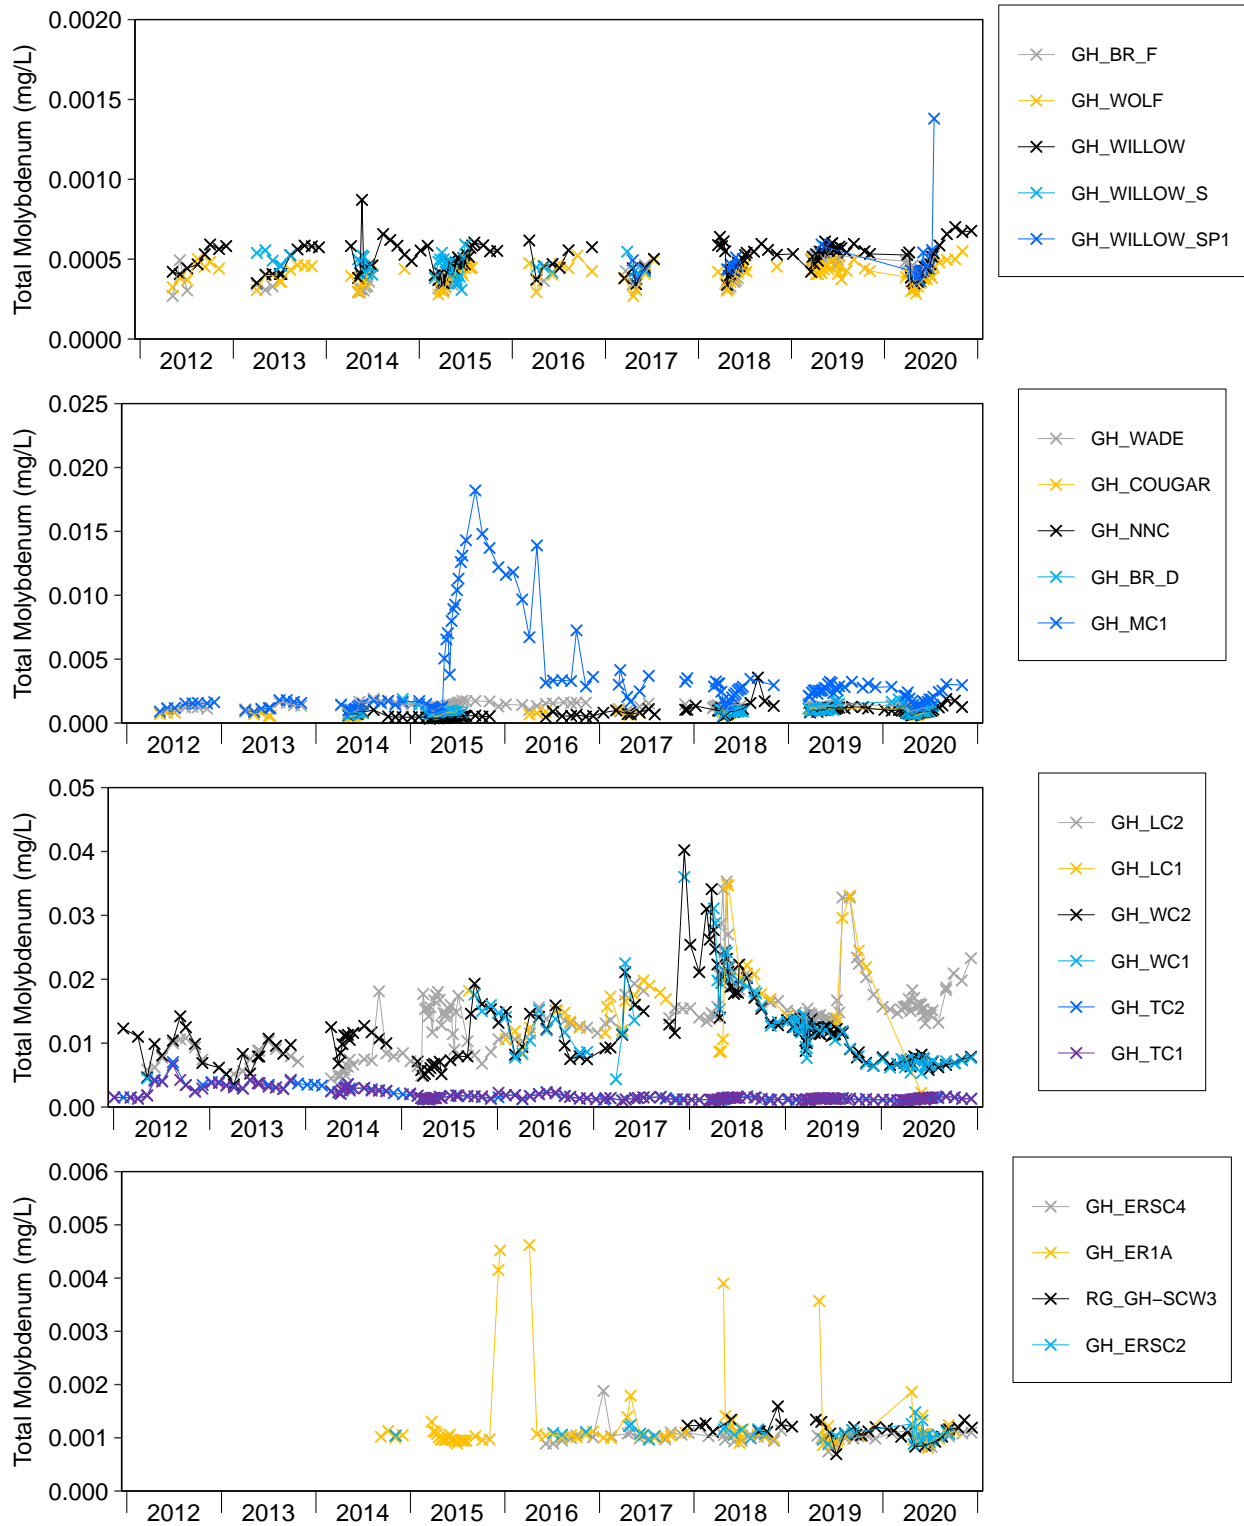 Total Molybdenum (mg/L)
0.0020
0.0015
0.0010
0.0005
0.0000
2012 2013 2014 2015 2016 2017 2018 2019 2020
GH_BR_F
GH_WOLF
GH_WILLOW
GH_WILLOW_S
GH_WILLOW_SP1
Total Molybdenum (mg/L)
0.025
0.020
0.015
0.010
0.005
0.000
2012 2013 2014 2015 2016 2017 2018 2019 2020
GH_WADE
GH_COUGAR
GH_NNC
GH_BR_D
GH_MC1
Total Molybdenum (mg/L)
0.05
0.04
0.03
0.02
0.01
0.00
2012 2013 2014 2015 2016 2017 2018 2019 2020
GH_LC2
GH_LC1
GH_WC2
GH_WC1
GH_TC2
GH_TC1
Total Molybdenum (mg/L)
0.006
0.005
0.004
0.003
0.002
0.001
0.000
2012 2013 2014 2015 2016 2017 2018 2019 2020
GH_ERSC4
GH_ER1A
RG_GH−SCW3
GH_ERSC2